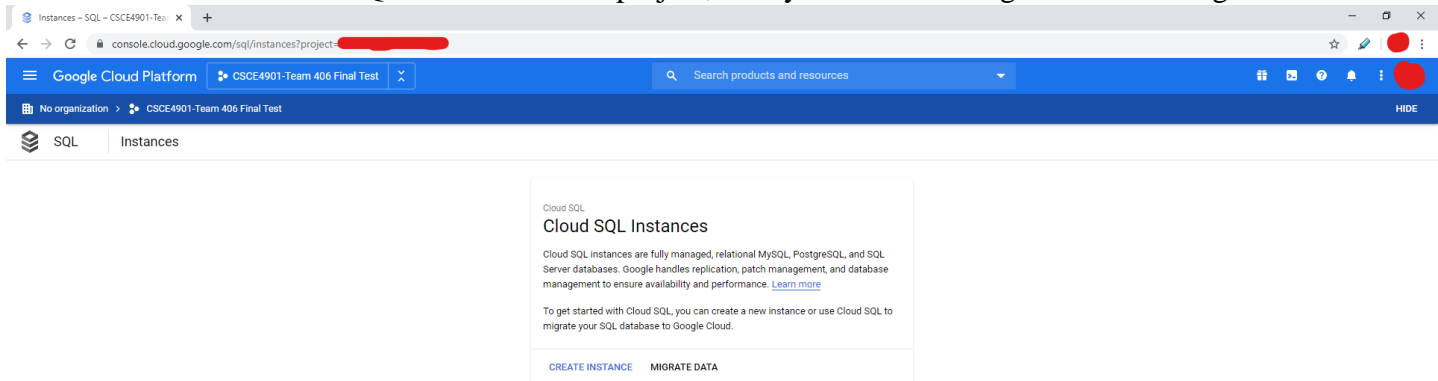 Instances – SQL – CSCE4901-Tea
console.cloud.google.com/sql/instances?project=
Google Cloud Platform CSCE4901-Team 406 Final Test Search products and resources
No organization > CSCE4901-Team 406 Final Test HIDE
SQL Instances
Cloud SQL
Cloud SQL Instances
Cloud SQL instances are fully managed, relational MySQL, PostgreSQL, and SQL
Server databases. Google handles replication, patch management, and database
management to ensure availability and performance. Learn more
To get started with Cloud SQL, you can create a new instance or use Cloud SQL to
migrate your SQL database to Google Cloud.
CREATE INSTANCE MIGRATE DATA